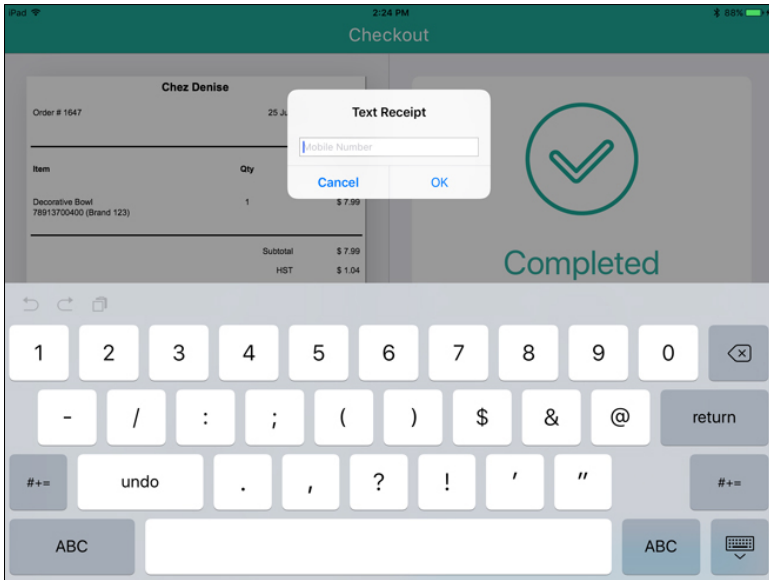 iPad 2:24 PM 88%
Checkout
Chez Denise
Order # 1647 25
Text Receipt
Mobile Number
Cancel OK
Item Qty
Decorative Bowl 1 $ 7.99
78913700400 (Brand 123)
Subtotal $ 7.99
HST $ 1.04
Completed
1 2 3 4 5 6 7 8 9 0
- / : ; ( ) $ & @ return
#+= undo . , ? ! ' " #+=
ABC ABC